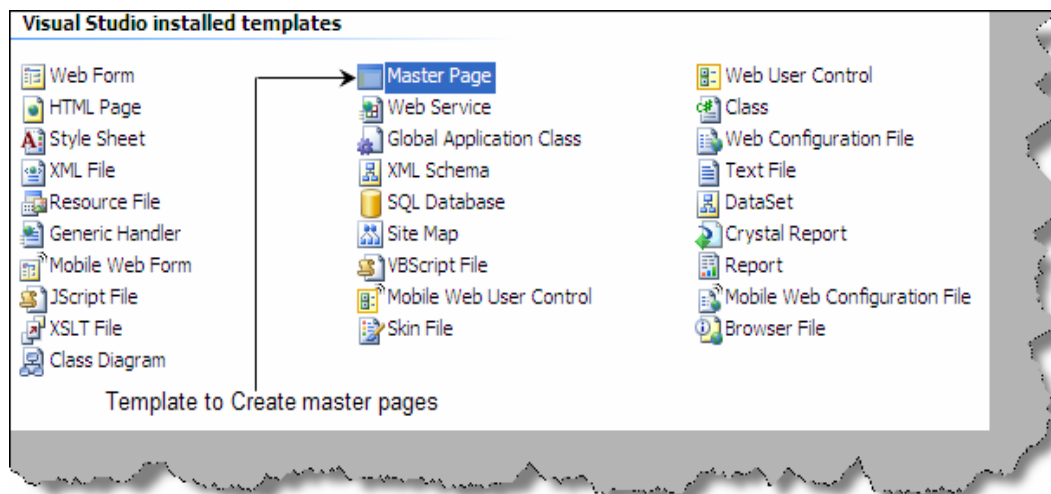 Visual Studio installed templates
Web Form
Master Page
Web User Control
HTML Page
Web Service
Class
Style Sheet
Global Application Class
Web Configuration File
XML File
XML Schema
Text File
Resource File
SQL Database
DataSet
Generic Handler
Site Map
Crystal Report
Mobile Web Form
VBScript File
Report
JScript File
Mobile Web User Control
Mobile Web Configuration File
XSLT File
Skin File
Browser File
Class Diagram
Template to Create master pages